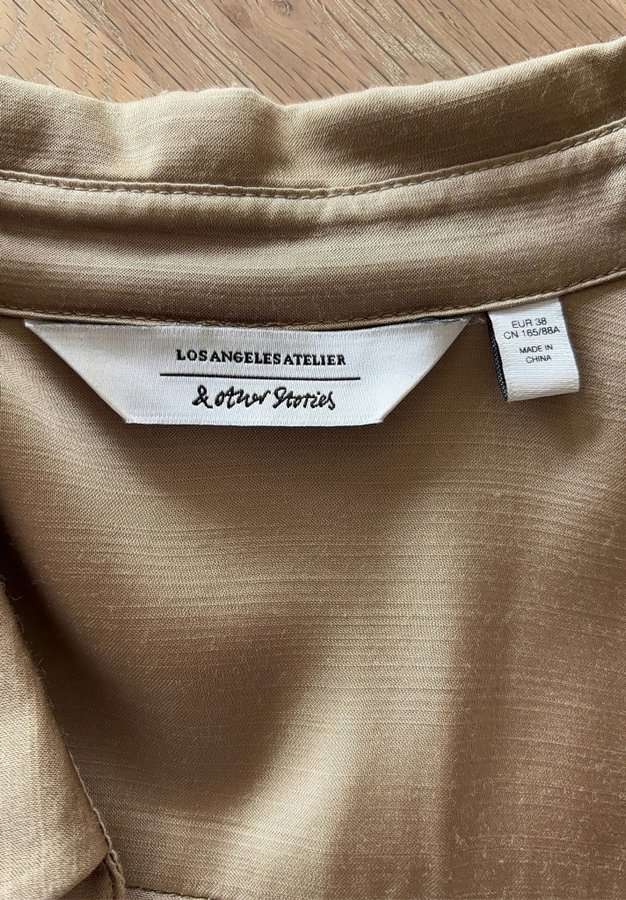 LOS ANGELES ATELIER
& other Stories
EUR 38
CN 165/88A
MADE IN
CHINA